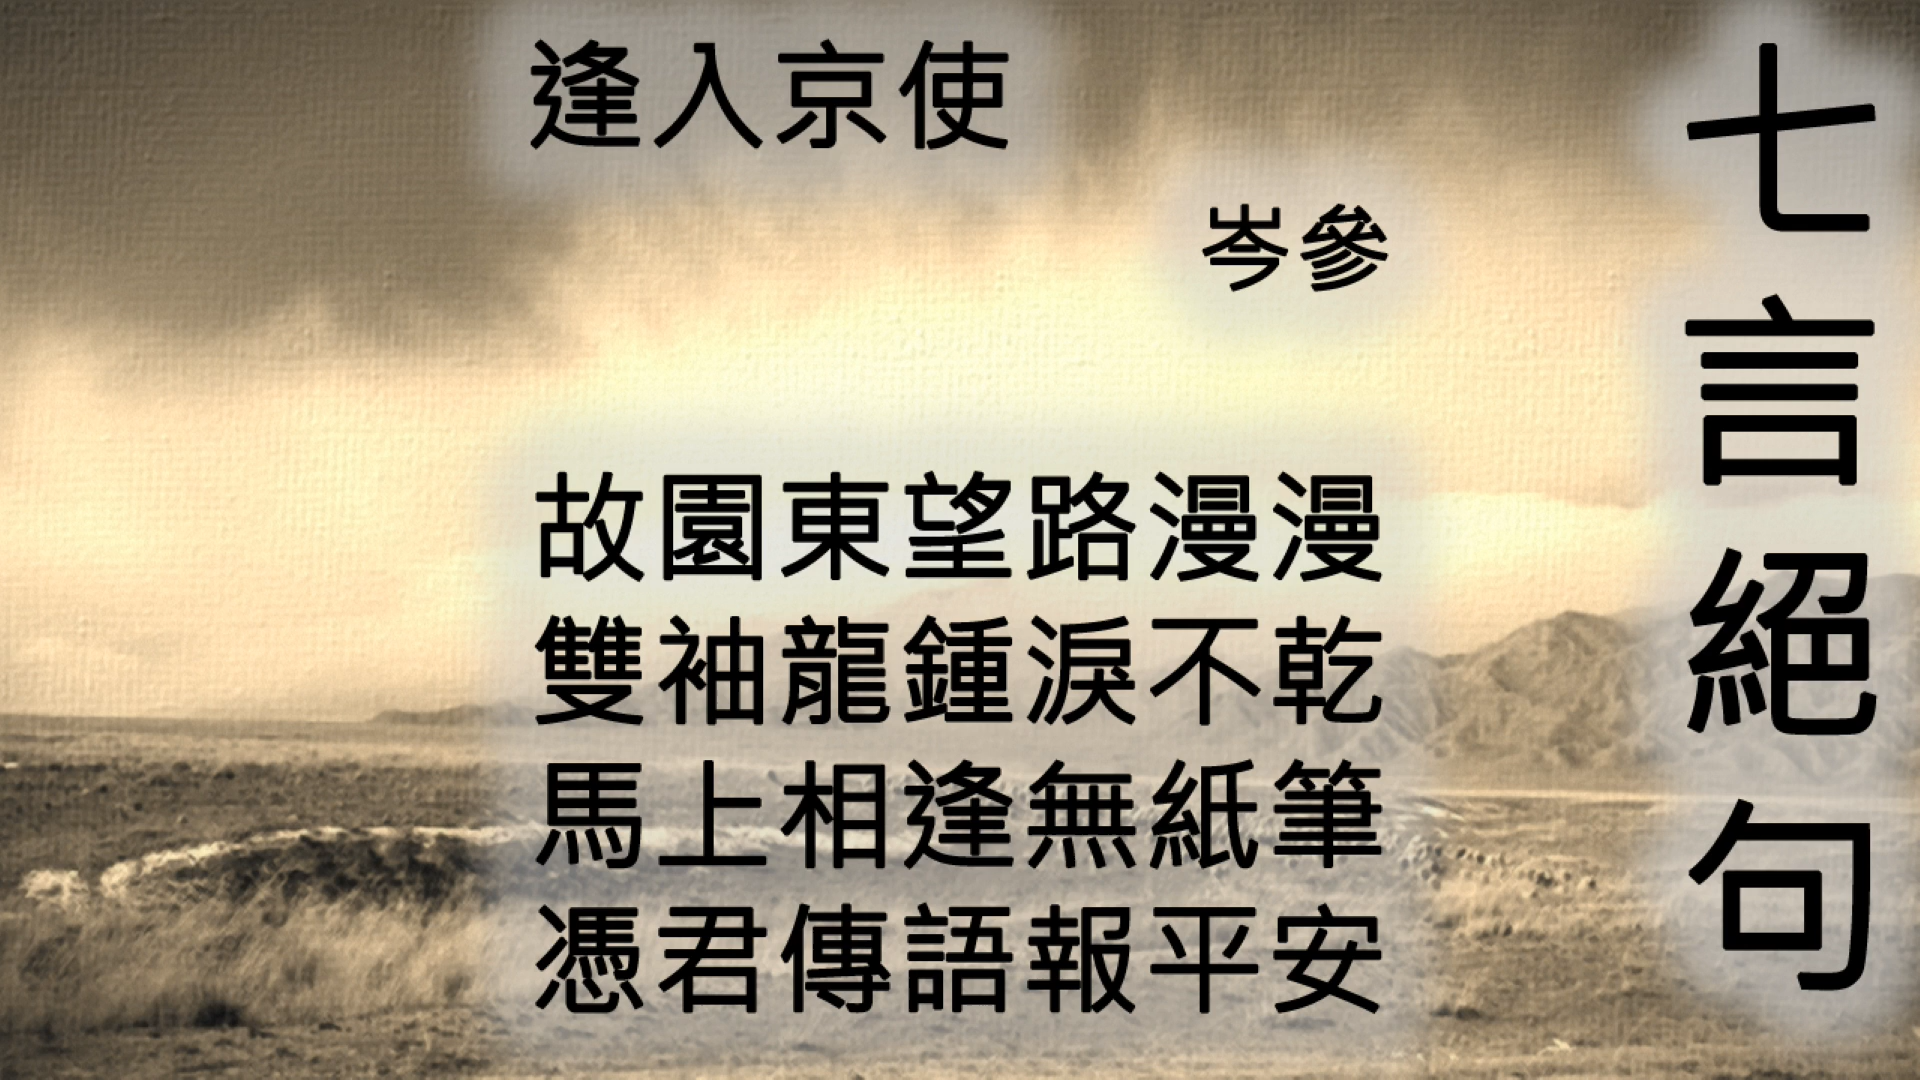 逢入京使
岑參
故園東望路漫漫
雙袖龍鍾淚不乾
馬上相逢無紙筆
憑君傳語報平安
七言絕句